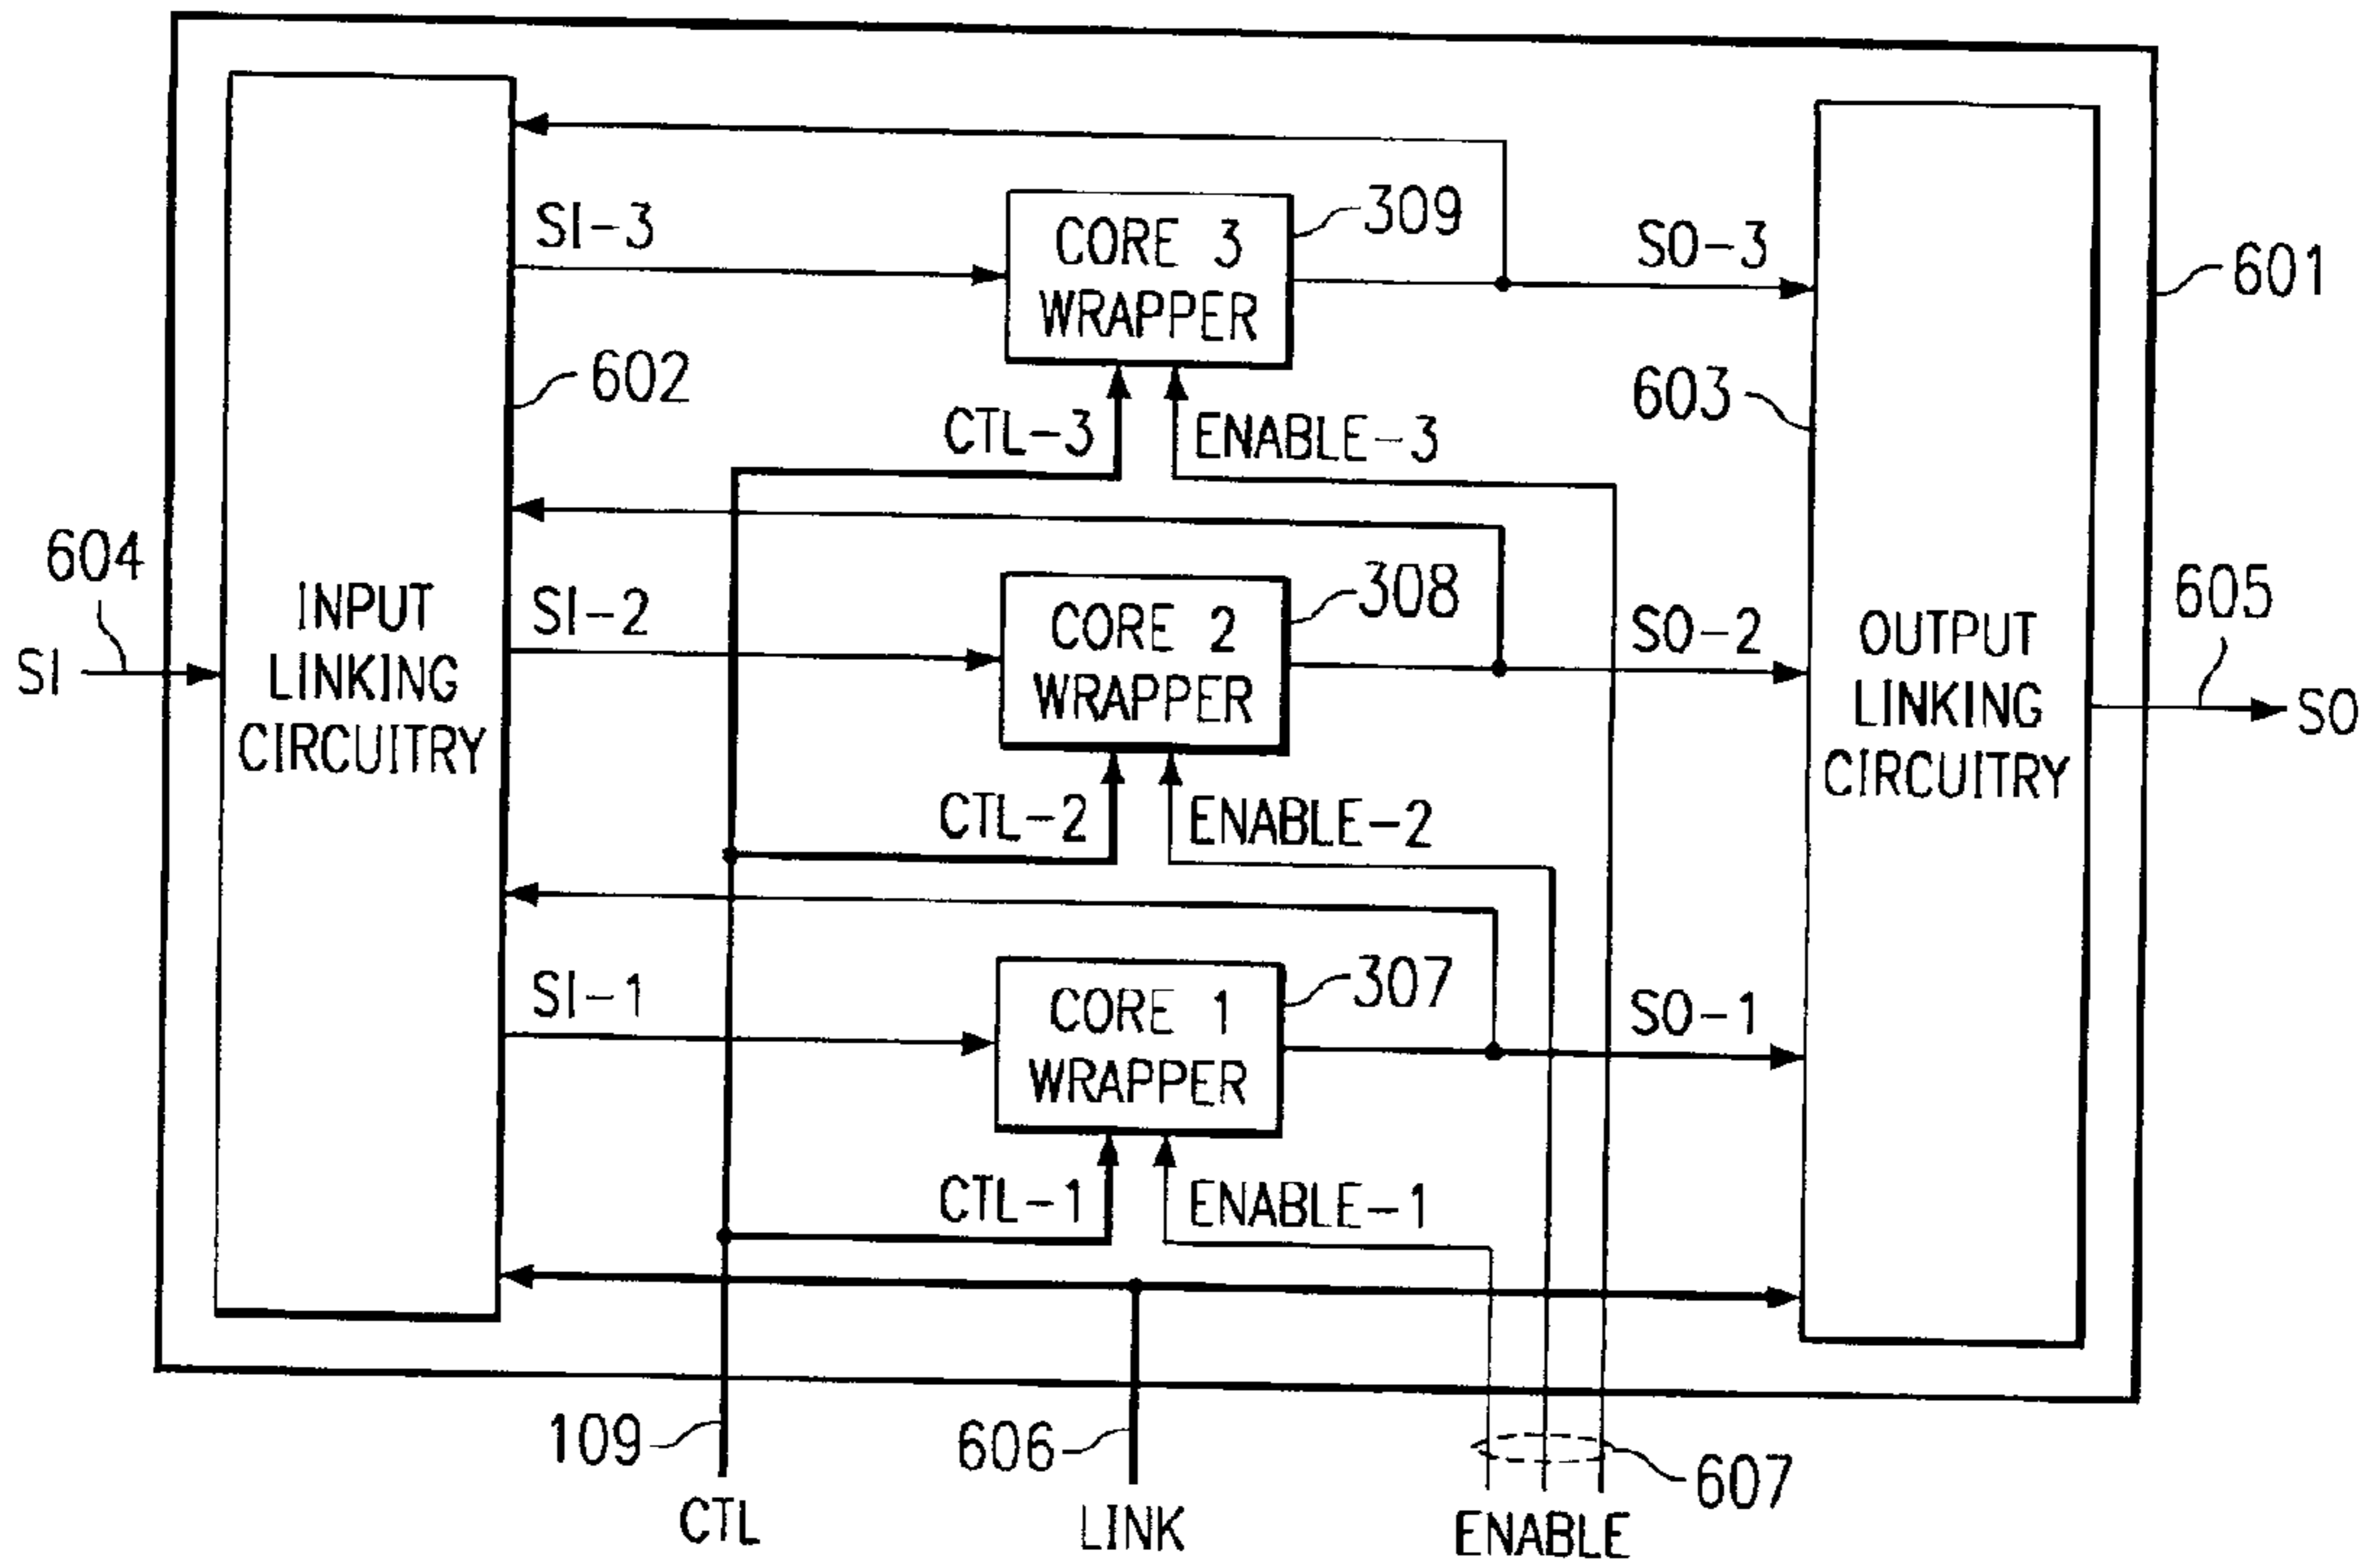 SI-3
CORE 3
WRAPPER
309
SO-3
601
602
603
CTL-3
ENABLE-3
604
SI
INPUT
LINKING
CIRCUITRY
SI-2
CORE 2
WRAPPER
308
SO-2
OUTPUT
LINKING
CIRCUITRY
605
SO
CTL-2
ENABLE-2
SI-1
CORE 1
WRAPPER
307
SO-1
CTL-1
ENABLE-1
109
CTL
606
LINK
607
ENABLE